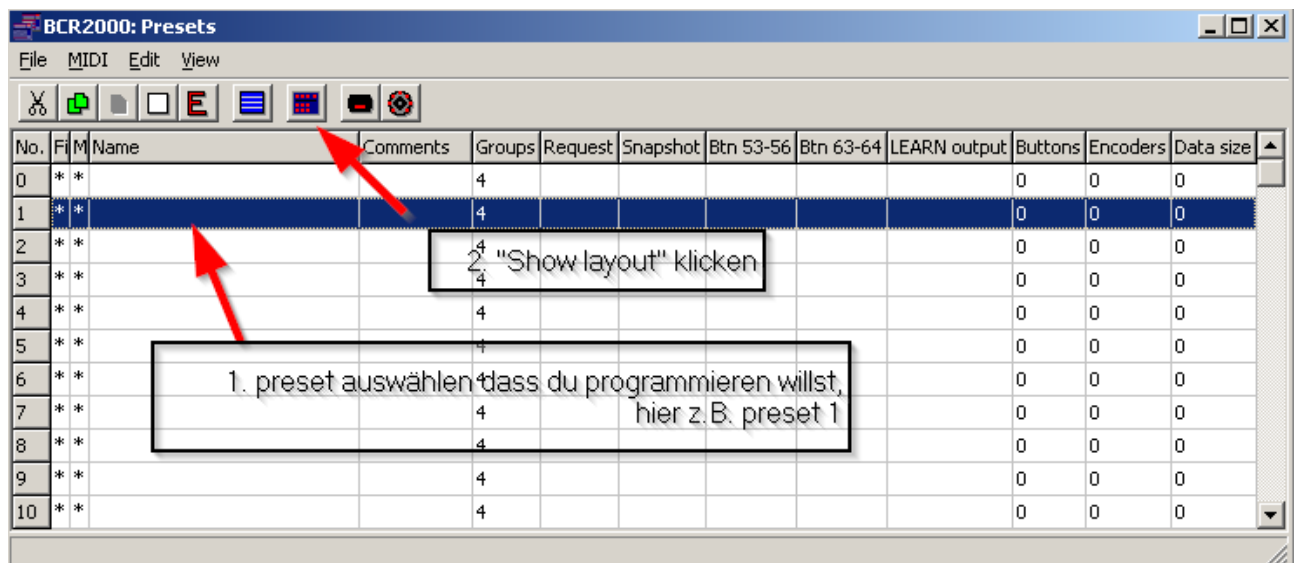 BCR2000: Presets
File MIDI Edit View
E
No. Fi M Name Comments Groups Request Snapshot Btn 53-56 Btn 63-64 LEARN output Buttons Encoders Data size
0 * * 4 0 0 0
1 * * 4 0 0 0
2 * * 4 0 0 0
2. "Show layout" klicken
3 * * 4 0 0 0
4 * * 4 0 0 0
5 * * 4 0 0 0
6 * * 4 0 0 0
1. preset auswählen dass du programmieren willst,
7 * * 4 0 0 0
hier z.B. preset 1
8 * * 4 0 0 0
9 * * 4 0 0 0
10 * * 4 0 0 0